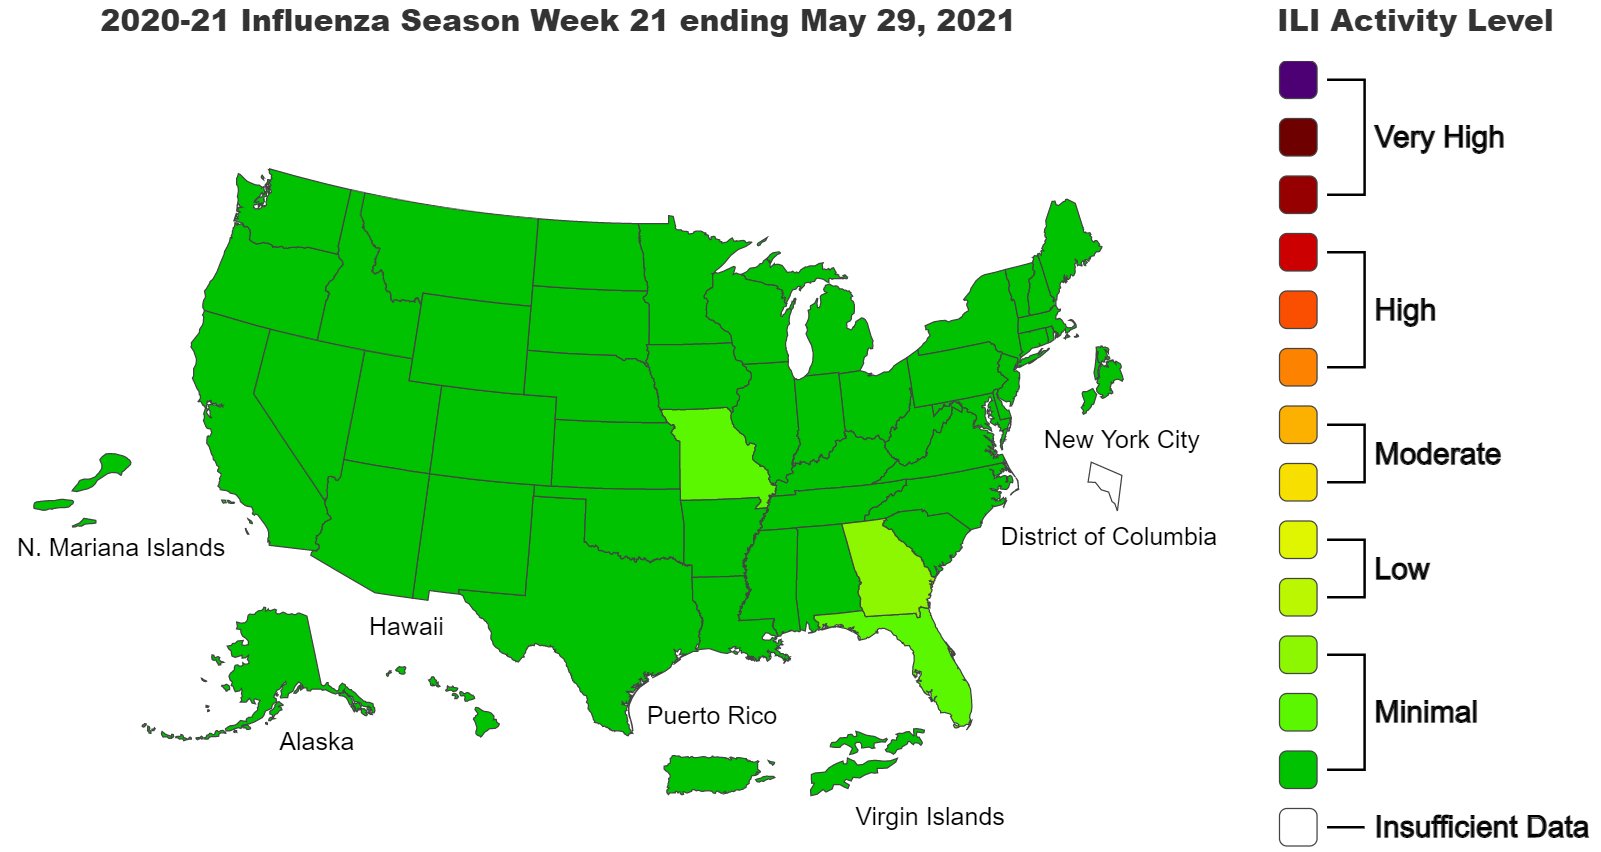 2020-21 Influenza Season Week 21 ending May 29, 2021
ILI Activity Level
Very High
High
Moderate
Low
Minimal
Insufficient Data
New York City
District of Columbia
N. Mariana Islands
Hawaii
Alaska
Puerto Rico
Virgin Islands